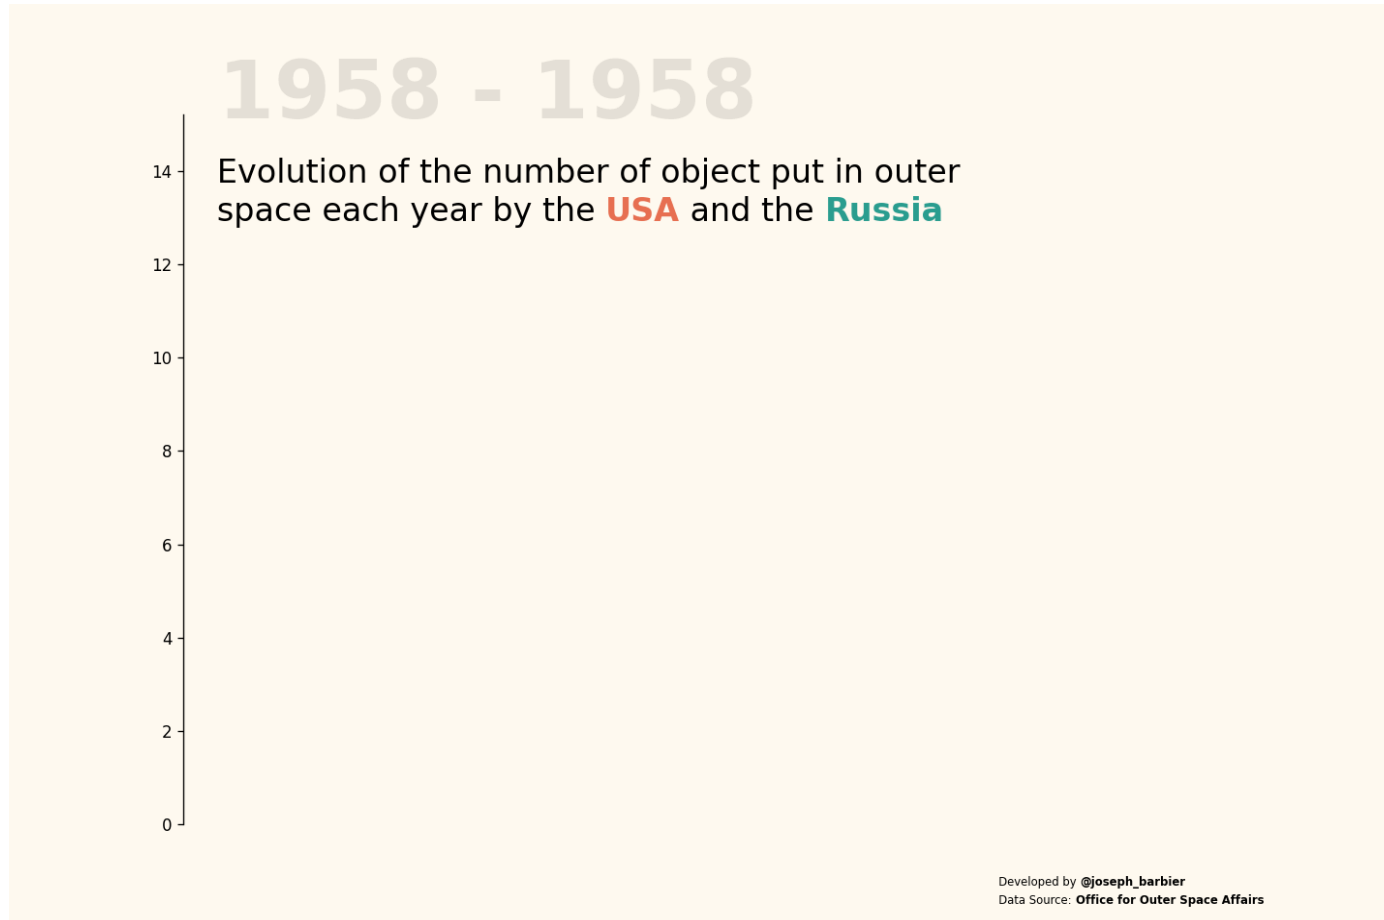 1958 - 1958
Evolution of the number of object put in outer
space each year by the USA and the Russia
14
12
10
8
6
4
2
0
Developed by @joseph_barbier
Data Source: Office for Outer Space Affairs